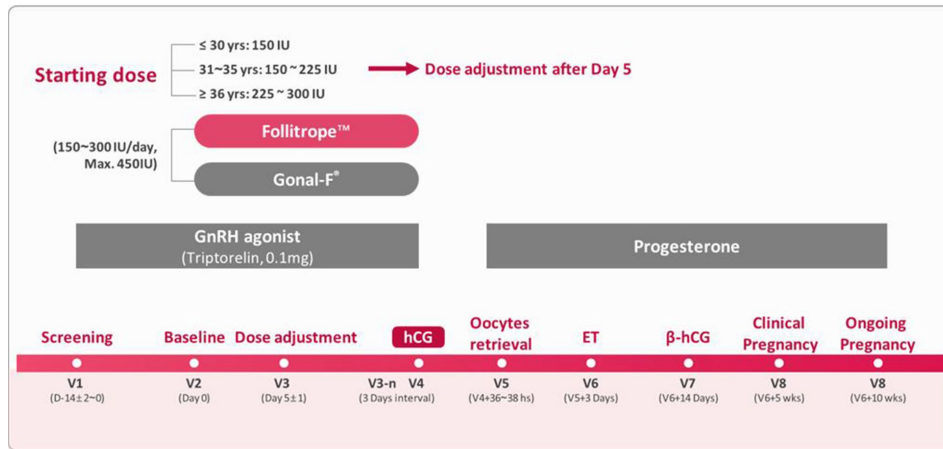 Starting dose
≤ 30 yrs: 150 IU
31~35 yrs: 150 ~ 225 IU
≥ 36 yrs: 225 ~ 300 IU
Dose adjustment after Day 5
(150~300 IU/day,
Max. 450IU)
Follitrope™
Gonal-F®
GnRH agonist
(Triptorelin, 0.1mg)
Progesterone
Screening
Baseline
Dose adjustment
hCG
Oocytes
retrieval
ET
β-hCG
Clinical
Pregnancy
Ongoing
Pregnancy
V1
(D-14±2~0)
V2
(Day 0)
V3
(Day 5±1)
V3-n V4
(3 Days interval)
V5
(V4+36~38 hs)
V6
(V5+3 Days)
V7
(V6+14 Days)
V8
(V6+5 wks)
V8
(V6+10 wks)